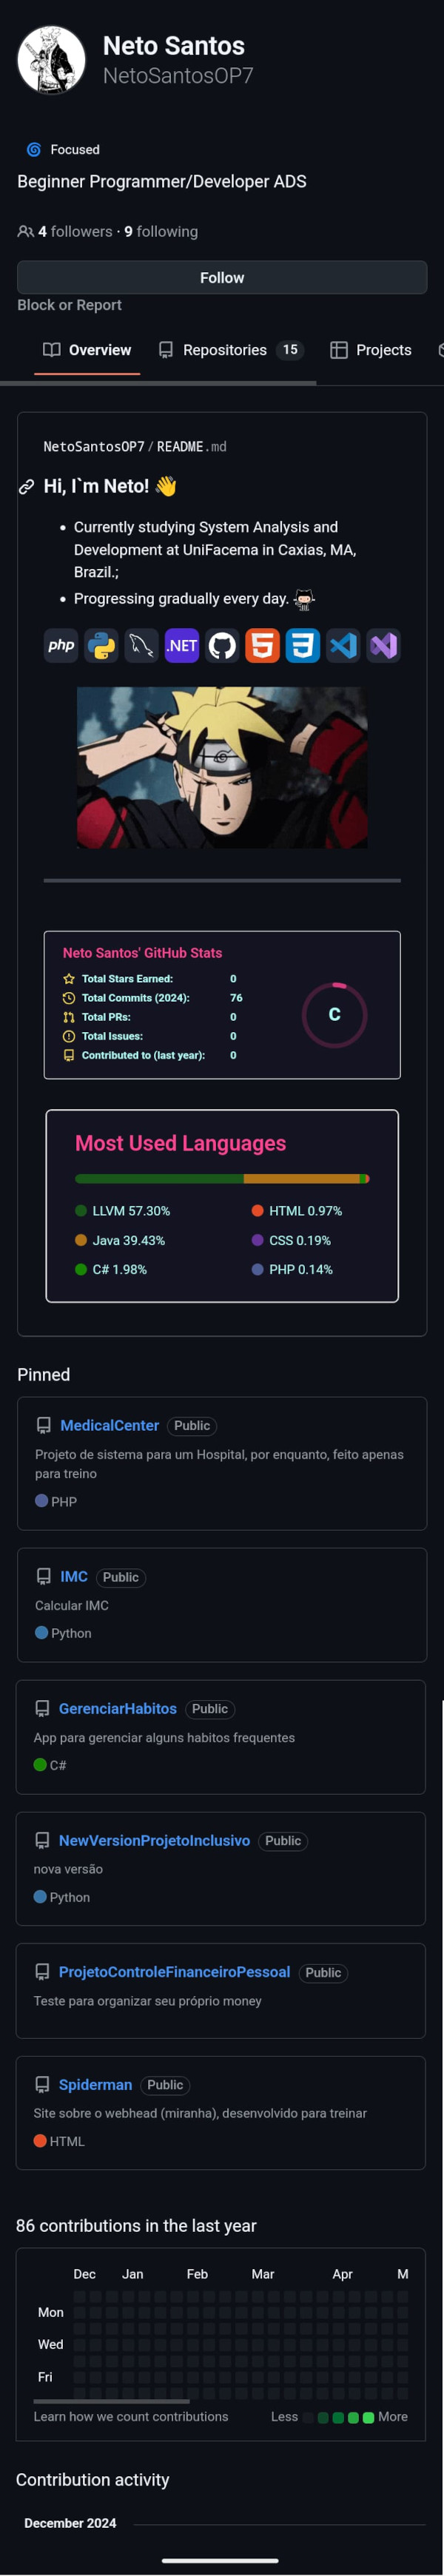 Neto Santos
NetoSantosOP7
Focused
Beginner Programmer/Developer ADS
4 followers · 9 following
Follow
Block or Report
Overview
Repositories 15
Projects
NetoSantosOP7/README.md
Hi, I`m Neto! 👋
• Currently studying System Analysis and
Development at UniFacema in Caxias, MA,
Brazil.;
• Progressing gradually every day.
php
.NET
Neto Santos' GitHub Stats
Total Stars Earned: 0
Total Commits (2024): 76
Total PRs: 0
Total Issues: 0
Contributed to (last year): 0
C
Most Used Languages
LLVM 57.30%
HTML 0.97%
Java 39.43%
CSS 0.19%
C# 1.98%
PHP 0.14%
Pinned
MedicalCenter Public
Projeto de sistema para um Hospital, por enquanto, feito apenas
para treino
PHP
IMC Public
Calcular IMC
Python
GerenciarHabitos Public
App para gerenciar alguns habitos frequentes
C#
NewVersionProjetoInclusivo Public
nova versão
Python
ProjetoControleFinanceiroPessoal Public
Teste para organizar seu próprio money
Spiderman Public
Site sobre o webhead (miranha), desenvolvido para treinar
HTML
86 contributions in the last year
Dec Jan Feb Mar Apr M
Mon
Wed
Fri
Learn how we count contributions
Less More
Contribution activity
December 2024